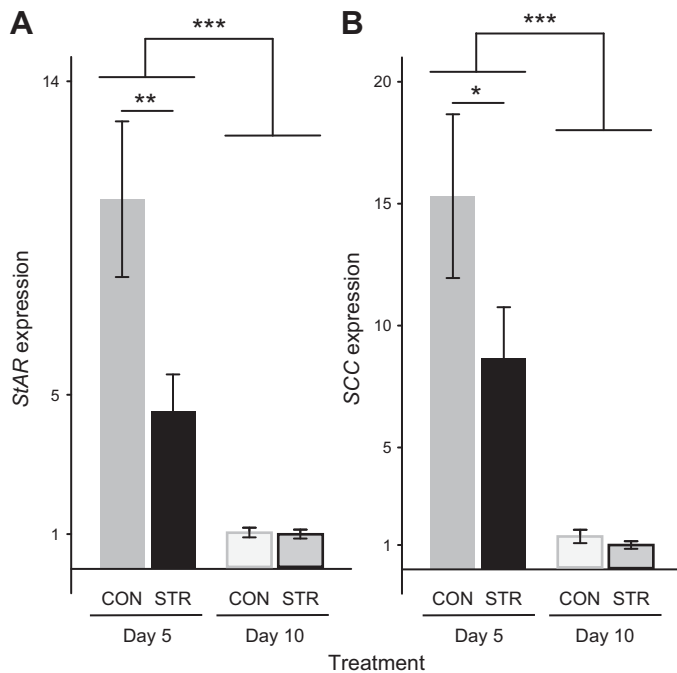 A
***
14
**
5
1
StAR expression
CON STR CON STR
Day 5 Day 10
B
***
20
*
15
10
5
1
SCC expression
CON STR CON STR
Day 5 Day 10
Treatment